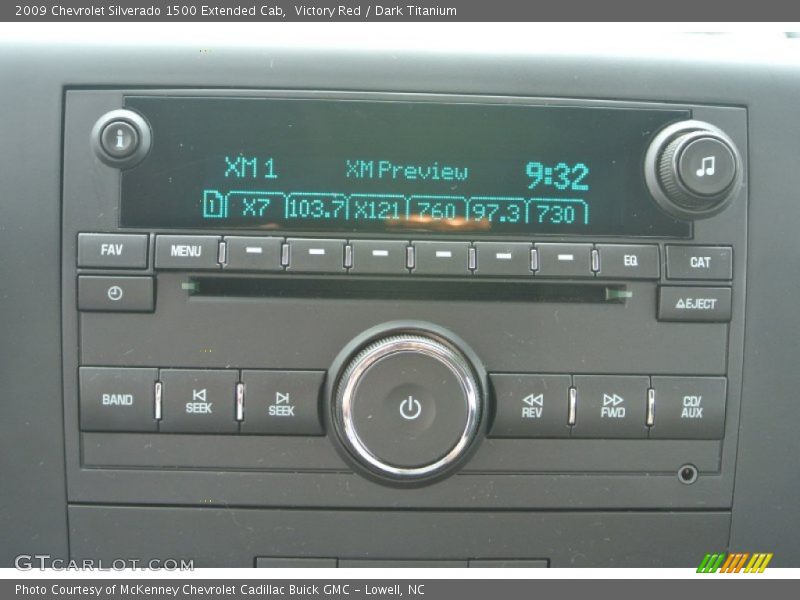 2009 Chevrolet Silverado 1500 Extended Cab,  Victory Red / Dark Titanium
i
XM 1 XM Preview 9:32
1 X7 103.7 X121 760 97.3 730
FAV MENU EQ CAT
△EJECT
BAND SEEK SEEK REV FWD CD/AUX
GTCARLOT.COM
Photo Courtesy of McKenney Chevrolet Cadillac Buick GMC – Lowell, NC